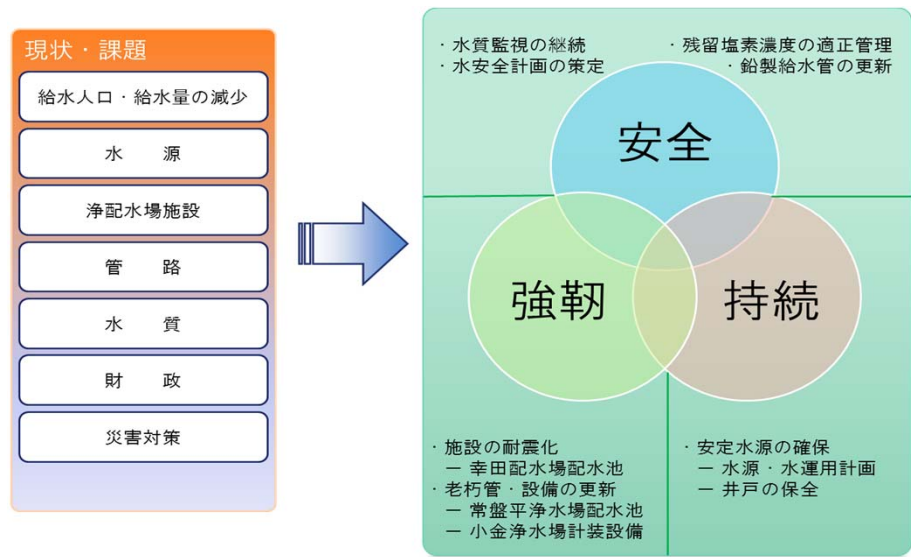 現状・課題
給水人口・給水量の減少
水　　源
浄配水場施設
管　　路
水　　質
財　　政
災害対策
・水質監視の継続
・水安全計画の策定
・残留塩素濃度の適正管理
・鉛製給水管の更新
安全
強靭
持続
・施設の耐震化
－ 幸田配水場配水池
・老朽管・設備の更新
－ 常盤平浄水場配水池
－ 小金浄水場計装設備
・安定水源の確保
－ 水源・水運用計画
－ 井戸の保全